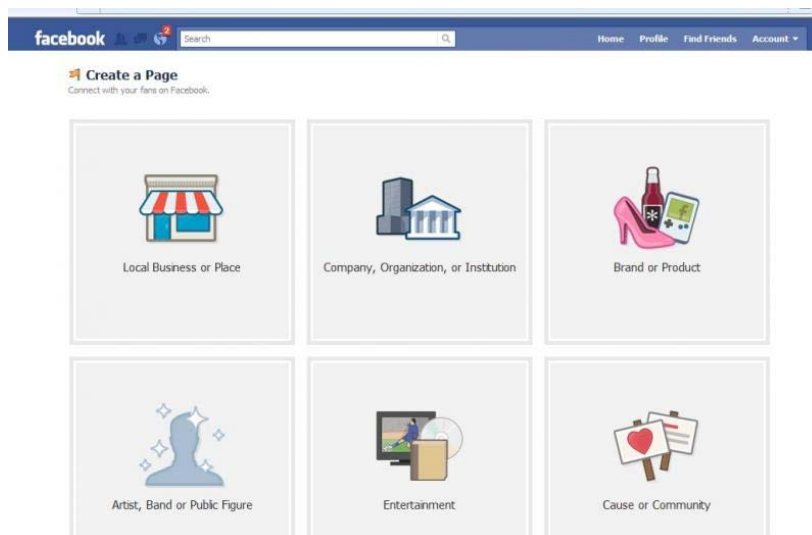 facebook 2 Search Home Profile Find Friends Account
Create a Page
Connect with your fans on Facebook.
Local Business or Place Company, Organization, or Institution Brand or Product
Artist, Band or Public Figure Entertainment Cause or Community